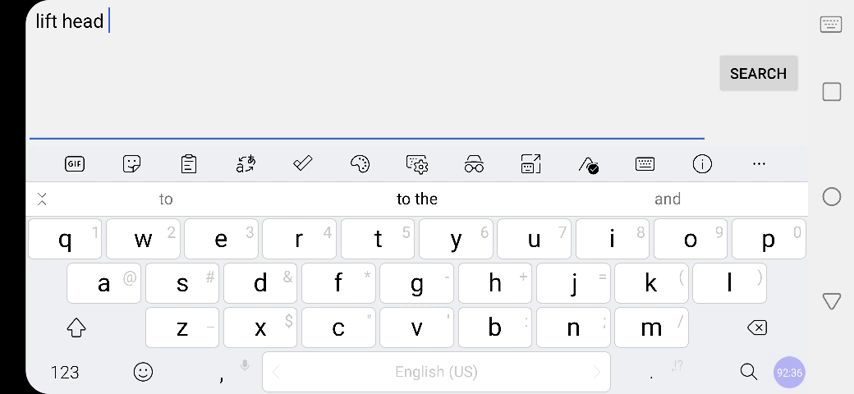 lift head
SEARCH
GIF
to to the and
q 1 w 2 e 3 r 4 t 5 y 6 u 7 i 8 o 9 p 0
a @ s # d & f * g - h + j = k ( l )
z _ x $ c " v ' b : n ; m /
123 , English (US) . ,!? 92:36